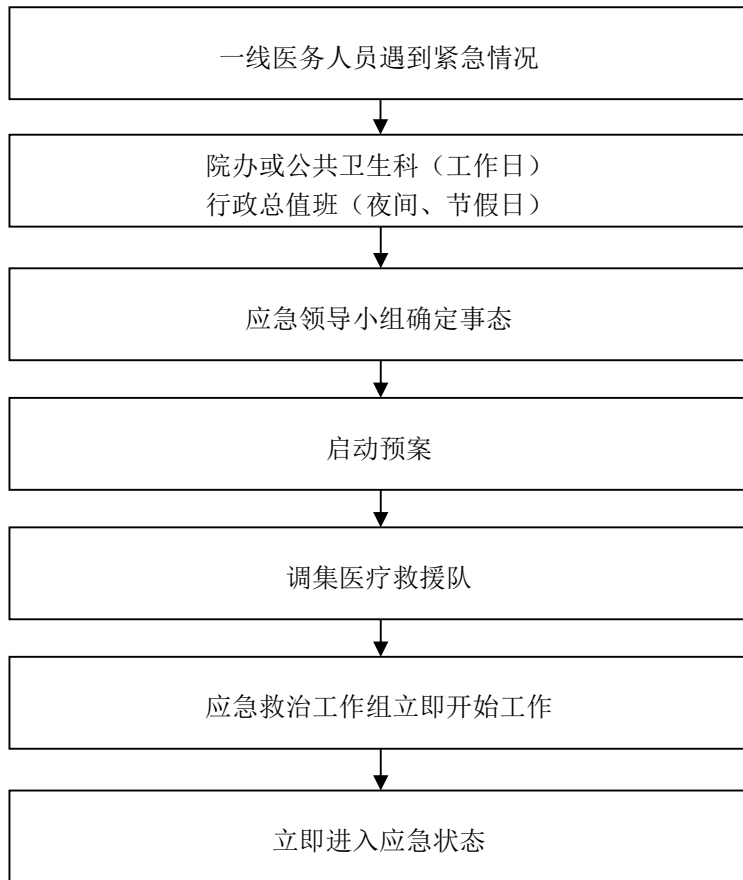 一线医务人员遇到紧急情况
院办或公共卫生科（工作日）
行政总值班（夜间、节假日）
应急领导小组确定事态
启动预案
调集医疗救援队
应急救治工作组立即开始工作
立即进入应急状态